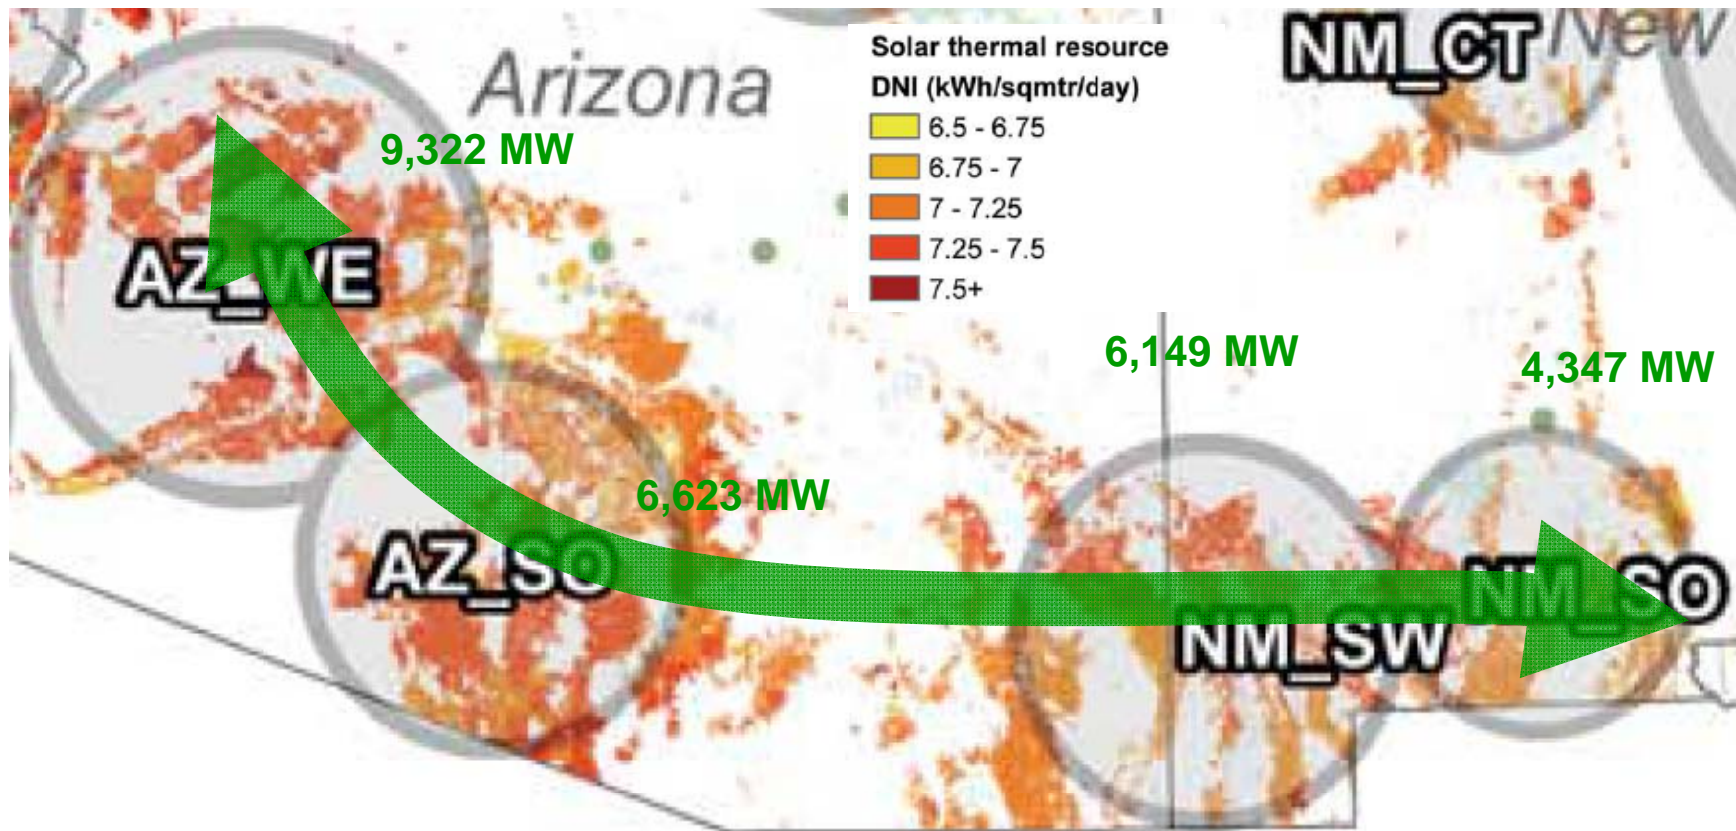 Arizona
Solar thermal resource
DNI (kWh/sqmtr/day)
6.5 - 6.75
6.75 - 7
7 - 7.25
7.25 - 7.5
7.5+
NM_CT
New
9,322 MW
AZ_WE
6,149 MW
4,347 MW
6,623 MW
AZ_SO
NM_SW
NM_SO